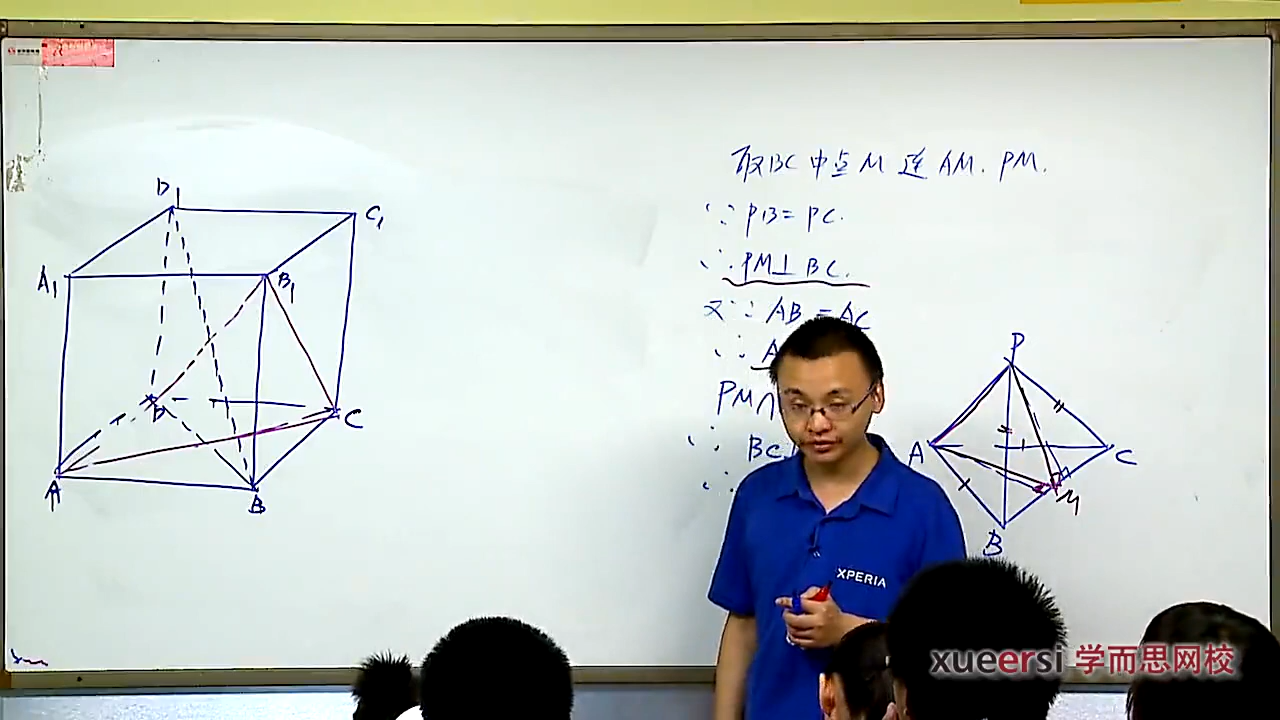 取BC中点M 连AM. PM.
∵ PB = PC.
∴ PM⊥BC.
又∵ AB = AC
∴ A
PM∩
∴ BC
∴
D1
C1
A1
B1
D
C
A
B
P
A
C
M
B
XPERIA
xueersi 学而思网校